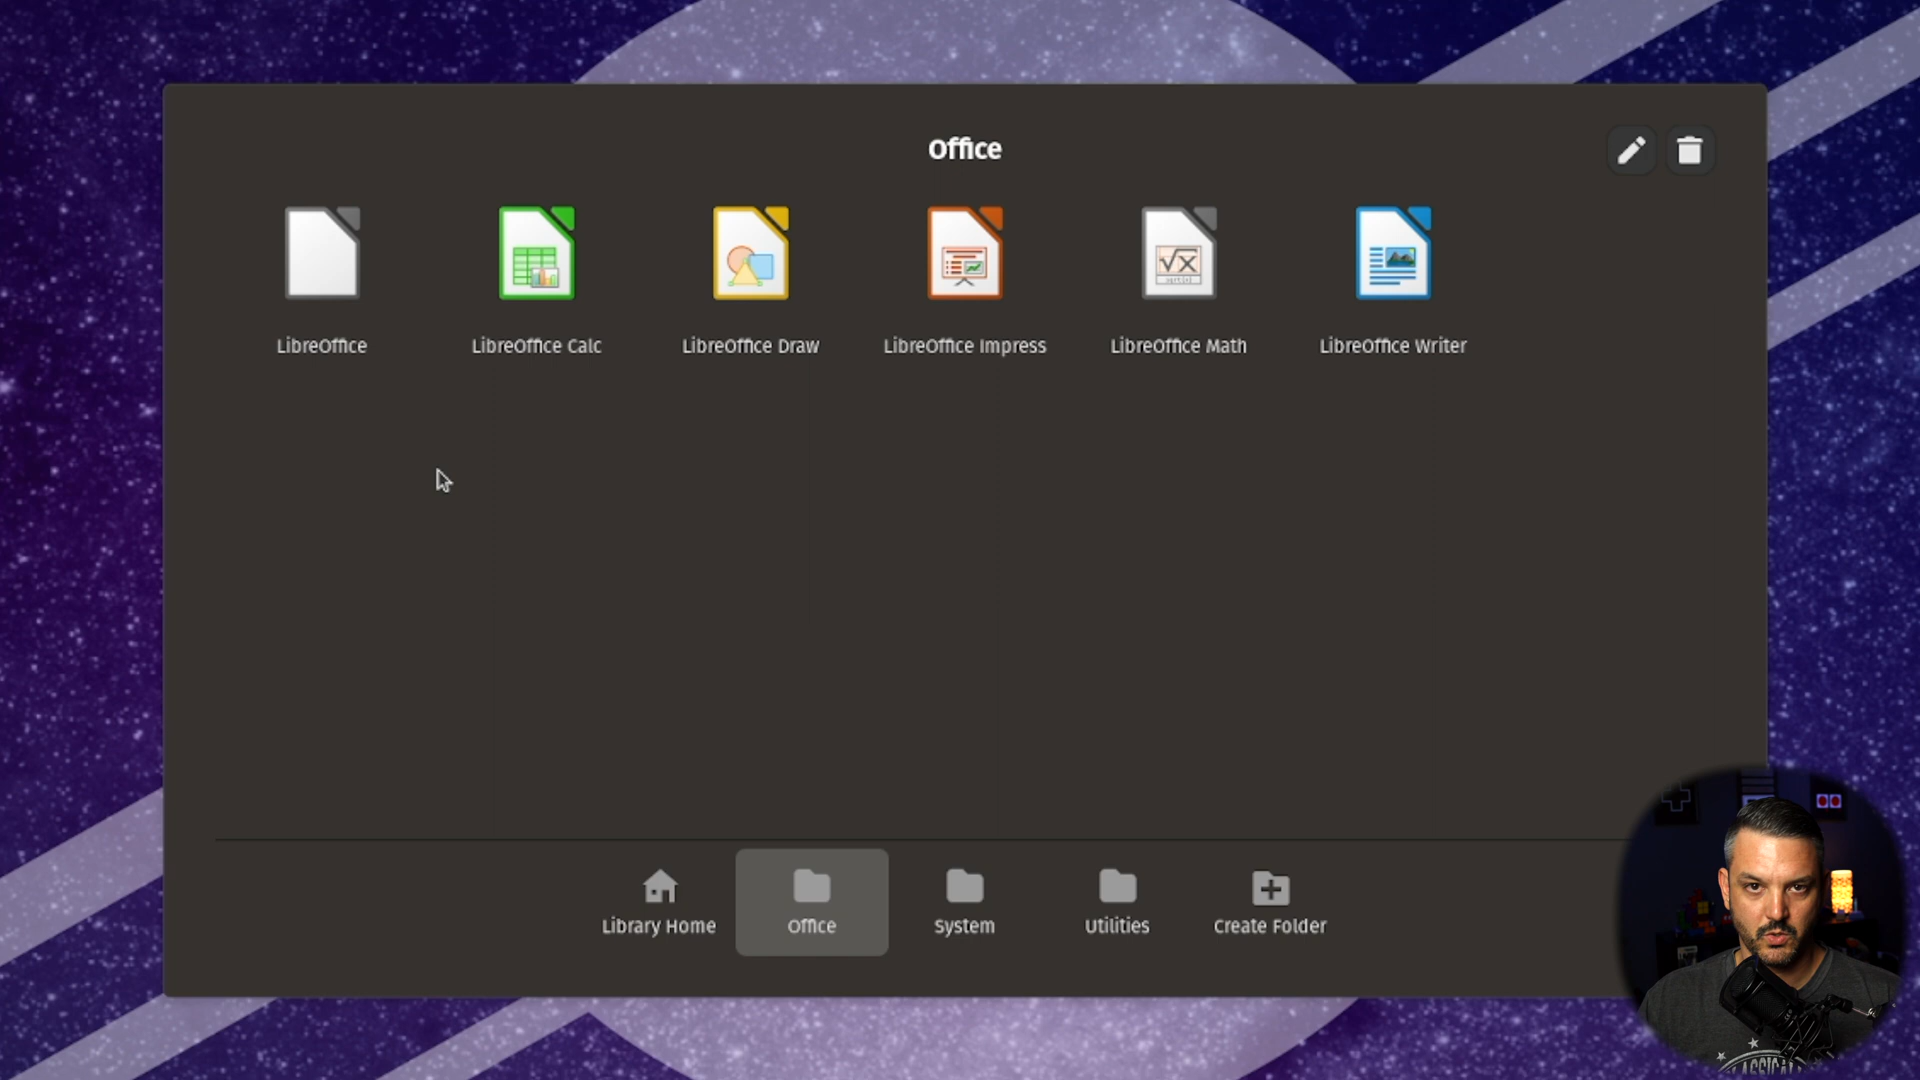 Office
LibreOffice
LibreOffice Calc
LibreOffice Draw
LibreOffice Impress
LibreOffice Math
LibreOffice Writer
Library Home
Office
System
Utilities
Create Folder